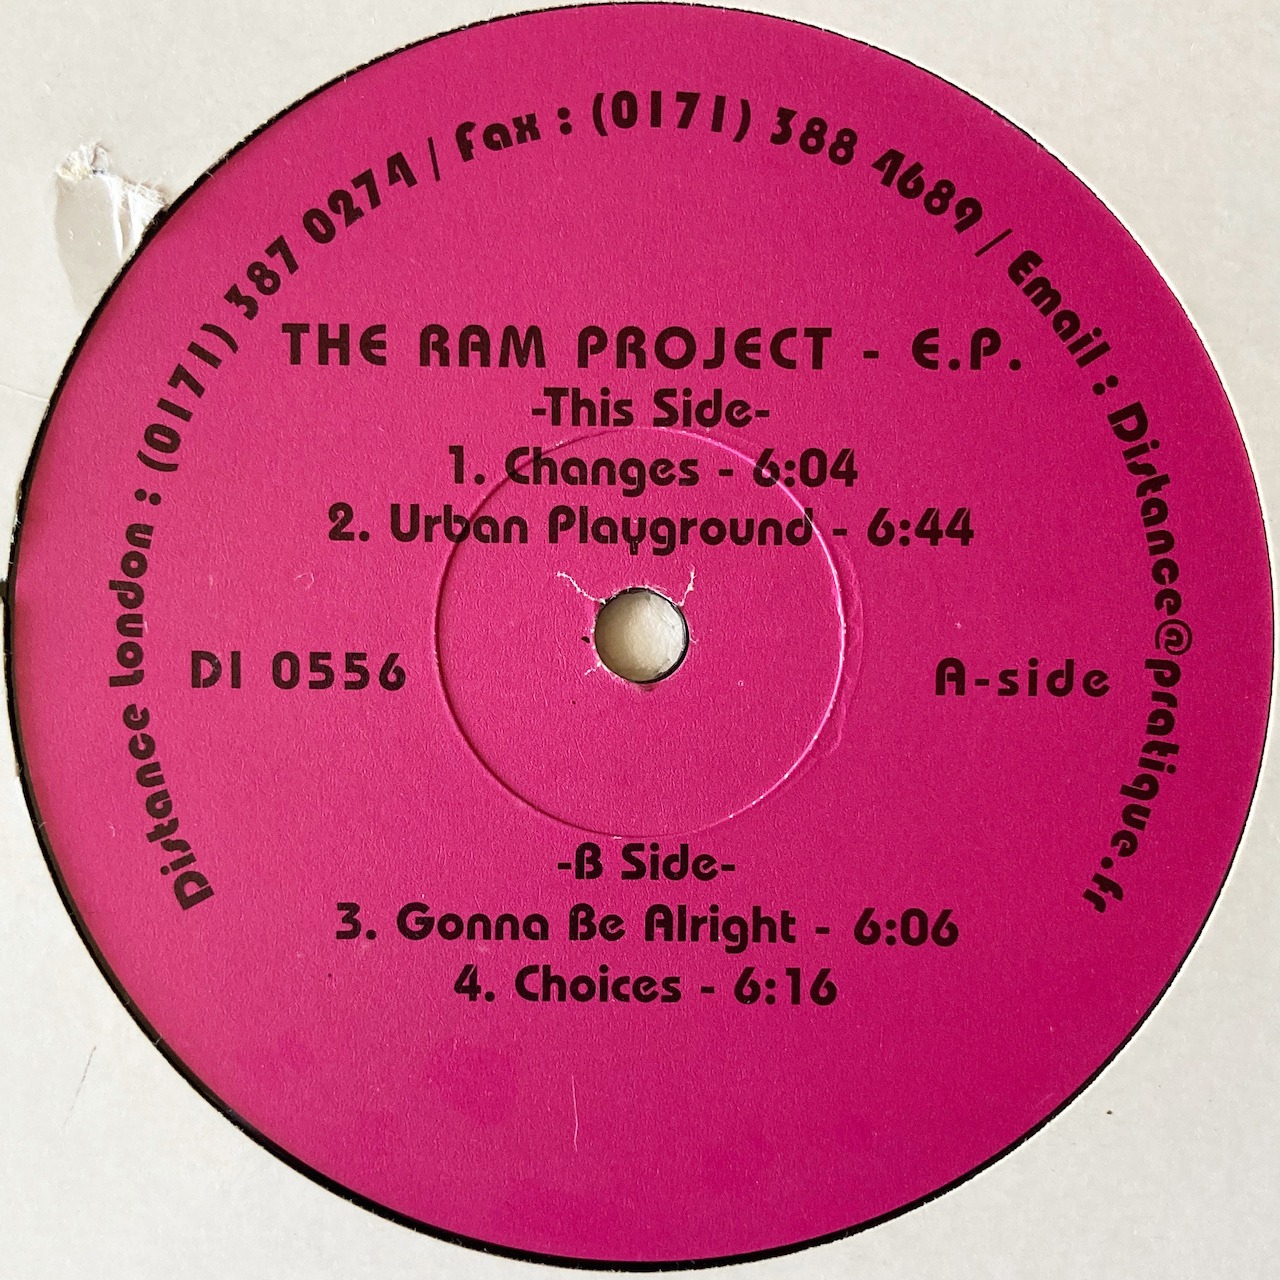 Distance London : (0171) 387 0274 / Fax : (0171) 388 4689 / Email : Distance@pratique.fr
THE RAM PROJECT - E.P.
-This Side-
1. Changes - 6:04
2. Urban Playground - 6:44
DI 0556
A-side
-B Side-
3. Gonna Be Alright - 6:06
4. Choices - 6:16